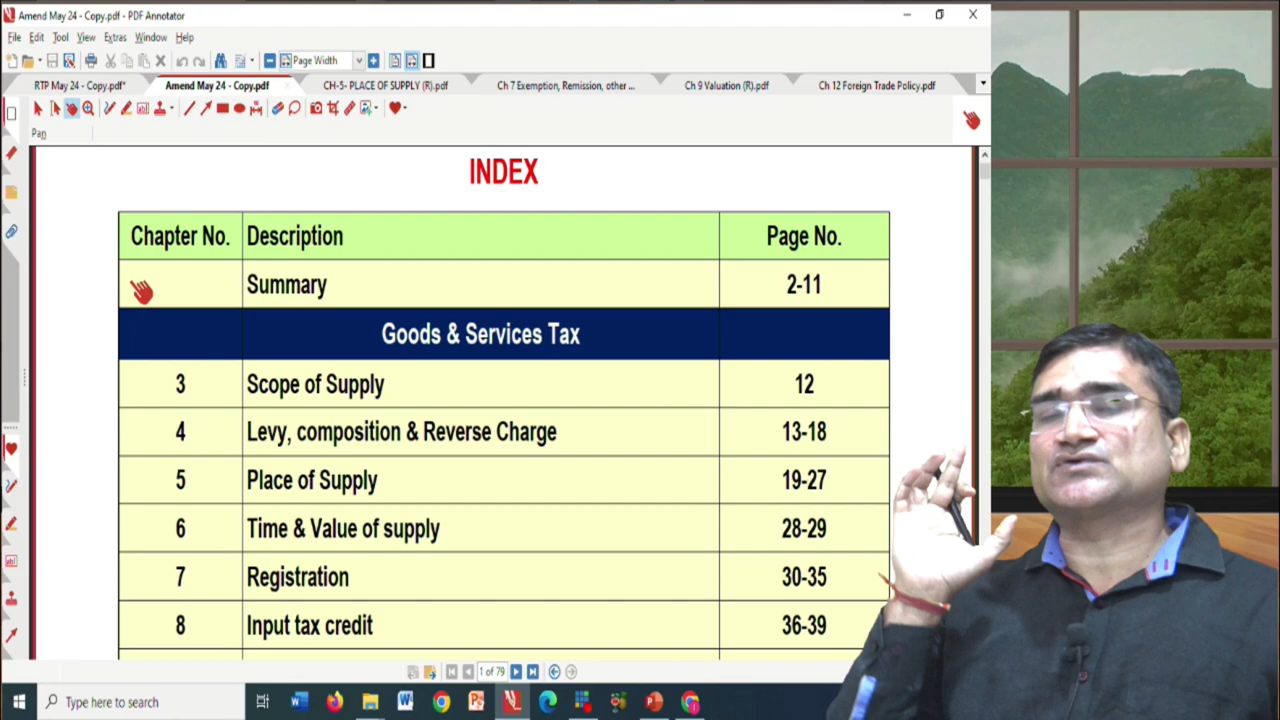 Amend May 24 - Copy.pdf - PDF Annotator
File Edit Tool View Extras Window Help
Page Width
RTP May 24 - Copy.pdf* Amend May 24 - Copy.pdf CH-5- PLACE OF SUPPLY (R).pdf Ch 7 Exemption, Remission, other ... Ch 9 Valuation (R).pdf Ch 12 Foreign Trade Policy.pdf
Pan
INDEX
Chapter No. Description Page No.
Summary 2-11
Goods & Services Tax
3 Scope of Supply 12
4 Levy, composition & Reverse Charge 13-18
5 Place of Supply 19-27
6 Time & Value of supply 28-29
7 Registration 30-35
8 Input tax credit 36-39
1 of 79
Type here to search